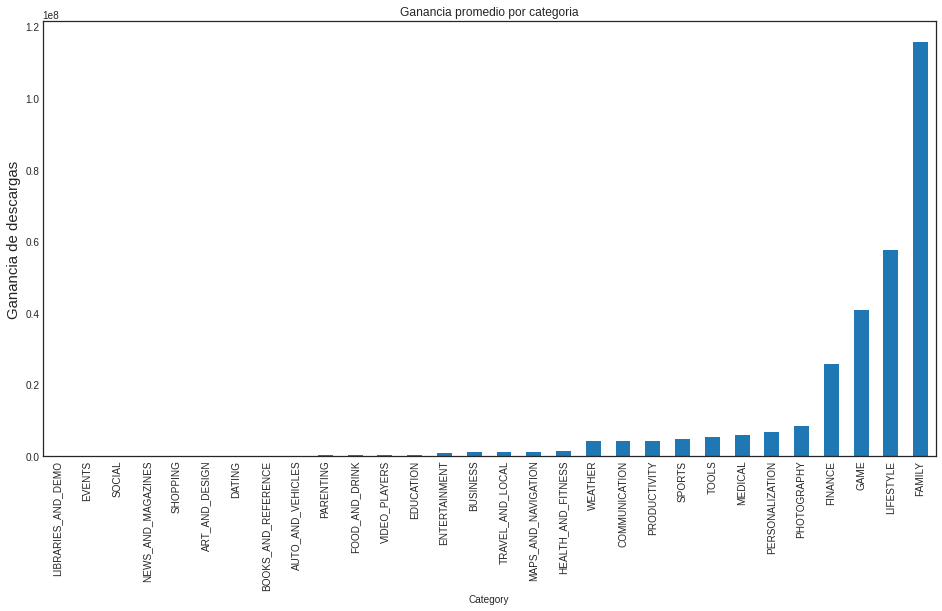 Ganancia promedio por categoria
1e8
1.2
1.0
0.8
0.6
0.4
0.2
0.0
Ganancia de descargas
LIBRARIES_AND_DEMO
EVENTS
SOCIAL
NEWS_AND_MAGAZINES
SHOPPING
ART_AND_DESIGN
DATING
BOOKS_AND_REFERENCE
AUTO_AND_VEHICLES
PARENTING
FOOD_AND_DRINK
VIDEO_PLAYERS
EDUCATION
ENTERTAINMENT
BUSINESS
TRAVEL_AND_LOCAL
MAPS_AND_NAVIGATION
HEALTH_AND_FITNESS
WEATHER
COMMUNICATION
PRODUCTIVITY
SPORTS
TOOLS
MEDICAL
PERSONALIZATION
PHOTOGRAPHY
FINANCE
GAME
LIFESTYLE
FAMILY
Category